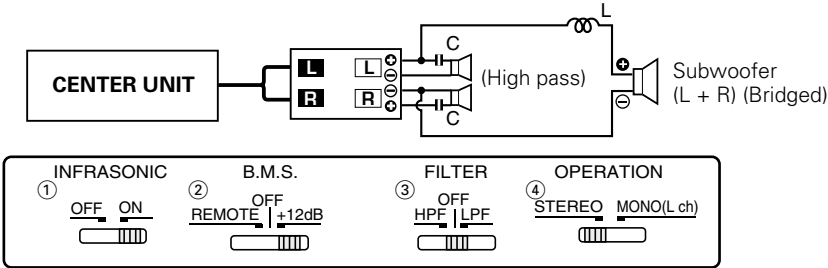 L
C
CENTER UNIT
L
L
⊕
⊖
R
R
⊖
⊕
C
(High pass)
⊕
⊖
Subwoofer
(L + R) (Bridged)
INFRASONIC
① OFF ON
B.M.S.
② REMOTE OFF +12dB
FILTER
③ HPF OFF LPF
OPERATION
④ STEREO MONO(L ch)